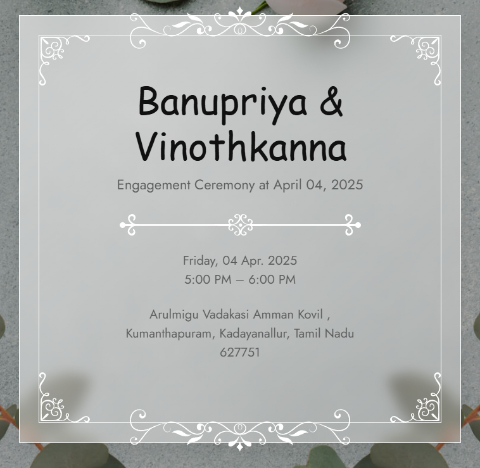 Banupriya &
Vinothkanna
Engagement Ceremony at April 04, 2025
Friday, 04 Apr. 2025
5:00 PM – 6:00 PM
Arulmigu Vadakasi Amman Kovil ,
Kumanthapuram, Kadayanallur, Tamil Nadu
627751